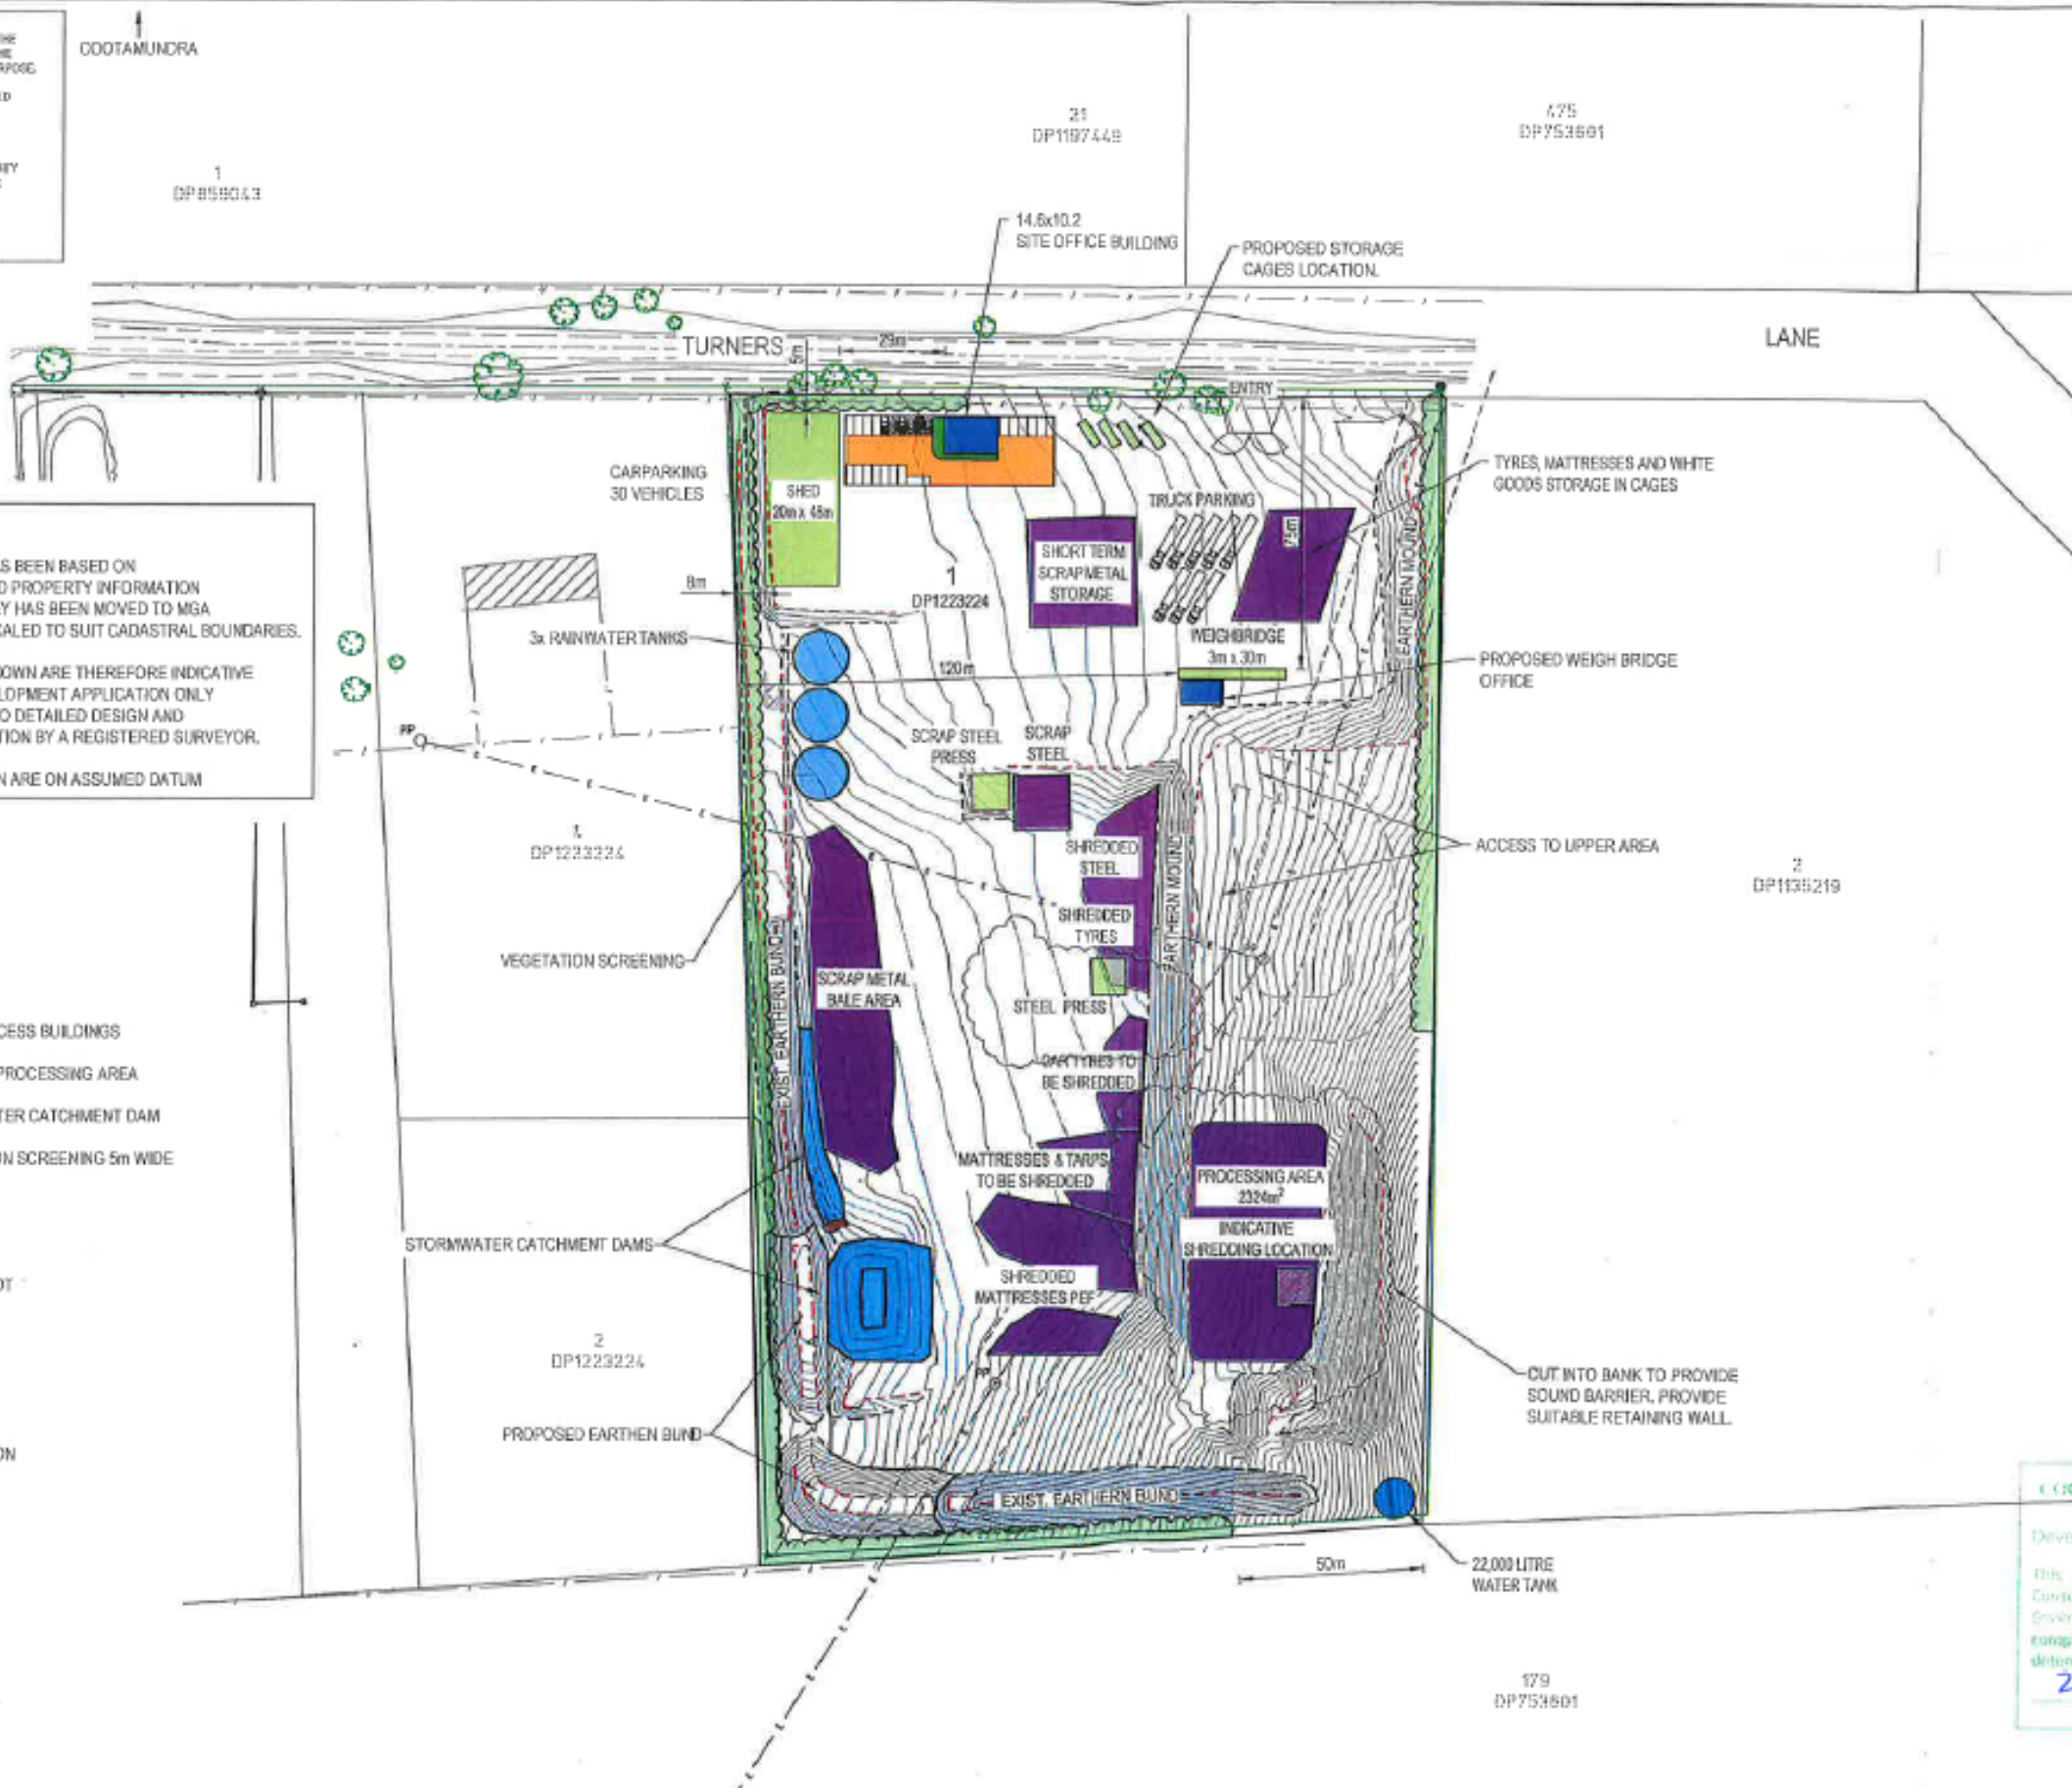 COOTAMUNDRA
1
DP859043
21
DP1197449
475
DP753601
14.6x10.2
SITE OFFICE BUILDING
PROPOSED STORAGE
CAGES LOCATION.
TURNERS
LANE
5m
29m
ENTRY
CARPARKING
30 VEHICLES
SHED
20m x 48m
TRUCK PARKING
TYRES, MATTRESSES AND WHITE
GOODS STORAGE IN CAGES
75m
SHORT TERM
SCRAP METAL
STORAGE
1
DP1223224
8m
EARTHERN MOUND
3x RAINWATER TANKS
WEIGHBRIDGE
3m x 30m
120m
PROPOSED WEIGH BRIDGE
OFFICE
AS BEEN BASED ON
D PROPERTY INFORMATION
Y HAS BEEN MOVED TO MGA
CALED TO SUIT CADASTRAL BOUNDARIES.
OWN ARE THEREFORE INDICATIVE
LOPMENT APPLICATION ONLY
O DETAILED DESIGN AND
TION BY A REGISTERED SURVEYOR.
N ARE ON ASSUMED DATUM
PP
SCRAP STEEL
PRESS
SCRAP
STEEL
DP1223224
SHREDDED
STEEL
EARTHERN MOUND
ACCESS TO UPPER AREA
2
DP1135219
SHREDDED
TYRES
VEGETATION SCREENING
EXIST. EARTHERN BUND
SCRAP METAL
BALE AREA
STEEL PRESS
CAR TYRES TO
BE SHREDDED
CESS BUILDINGS
PROCESSING AREA
TER CATCHMENT DAM
ON SCREENING 5m WIDE
MATTRESSES & TARPS
TO BE SHREDDED
PROCESSING AREA
2324m²
INDICATIVE
SHREDDING LOCATION
STORMWATER CATCHMENT DAMS
SHREDDED
MATTRESSES PEF
OT
2
DP1223224
PP
CUT INTO BANK TO PROVIDE
SOUND BARRIER. PROVIDE
SUITABLE RETAINING WALL.
PROPOSED EARTHEN BUND
ON
EXIST. EARTHERN BUND
50m
22,000 LITRE
WATER TANK
179
DP753601